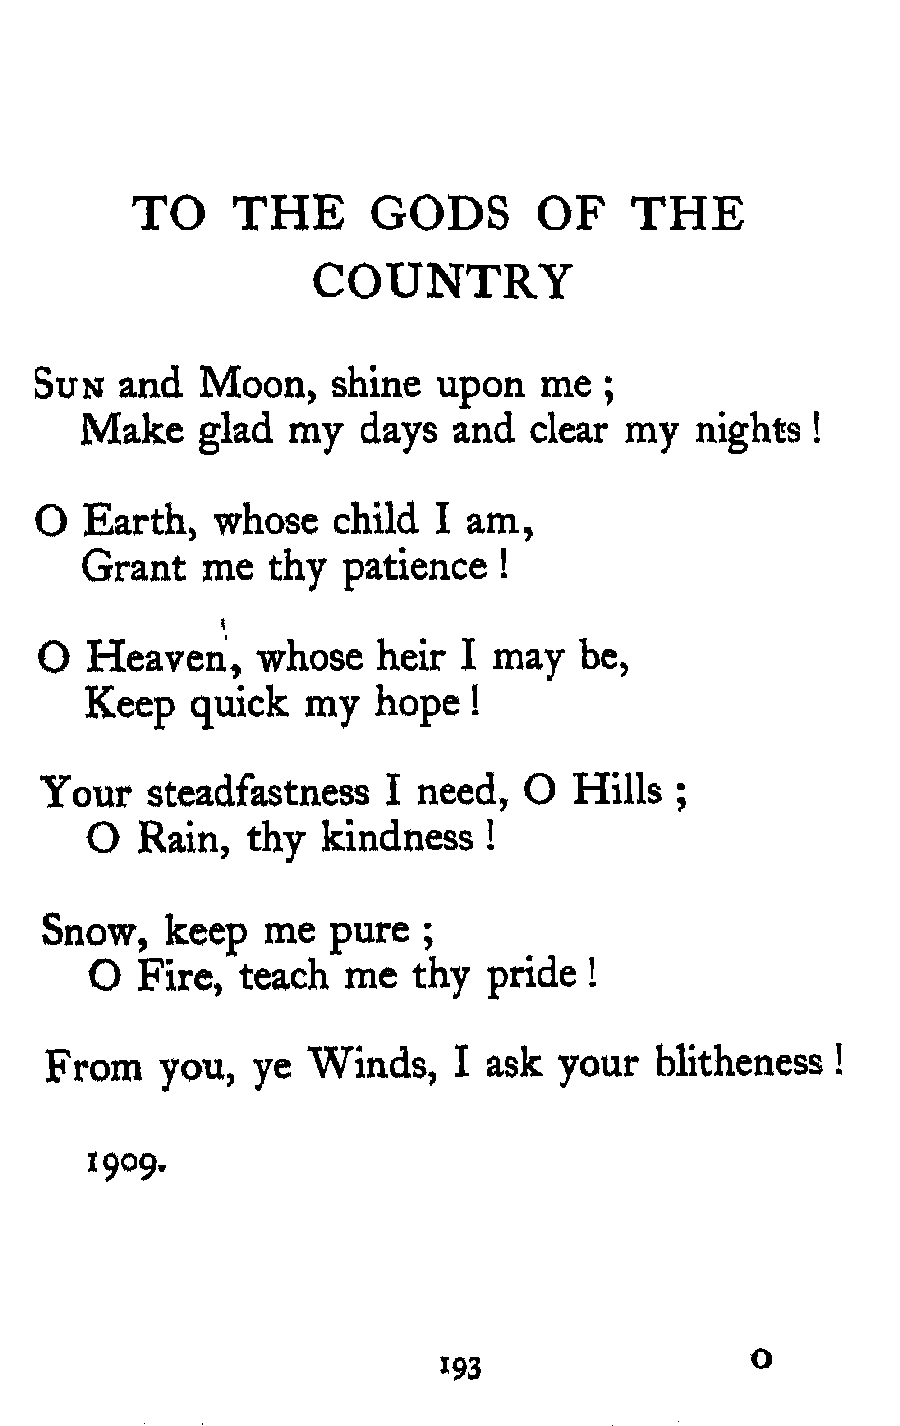 TO THE GODS OF THE
COUNTRY
SUN and Moon, shine upon me ;
Make glad my days and clear my nights !
O Earth, whose child I am,
Grant me thy patience !
O Heaven, whose heir I may be,
Keep quick my hope !
Your steadfastness I need, O Hills ;
O Rain, thy kindness !
Snow, keep me pure ;
O Fire, teach me thy pride !
From you, ye Winds, I ask your blitheness !
1909.
193 O